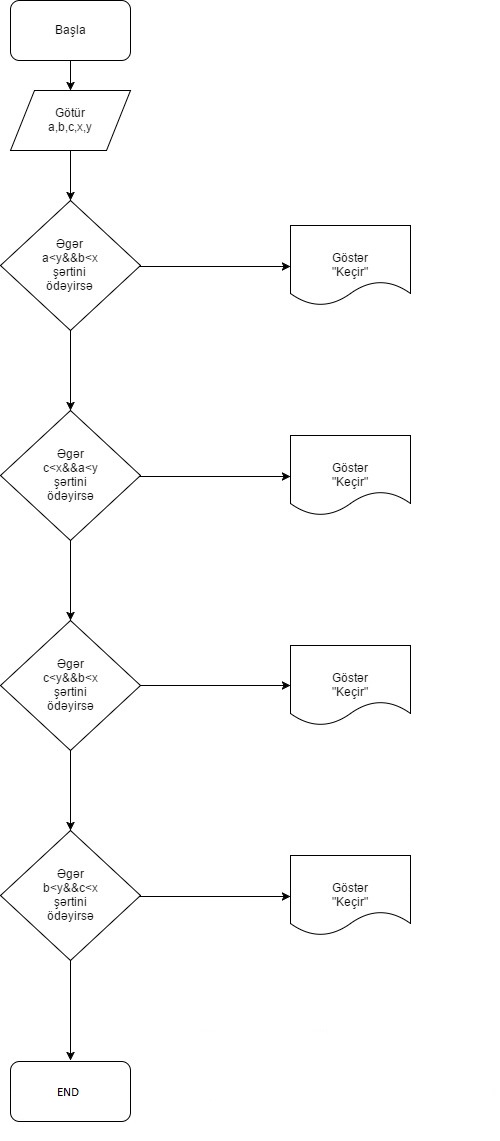 Başla
Götür
a,b,c,x,y
Əgər
a<y&&b<x
şərtini
ödəyirsə
Göstər
"Keçir"
Əgər
c<x&&a<y
şərtini
ödəyirsə
Göstər
"Keçir"
Əgər
c<y&&b<x
şərtini
ödəyirsə
Göstər
"Keçir"
Əgər
b<y&&c<x
şərtini
ödəyirsə
Göstər
"Keçir"
END